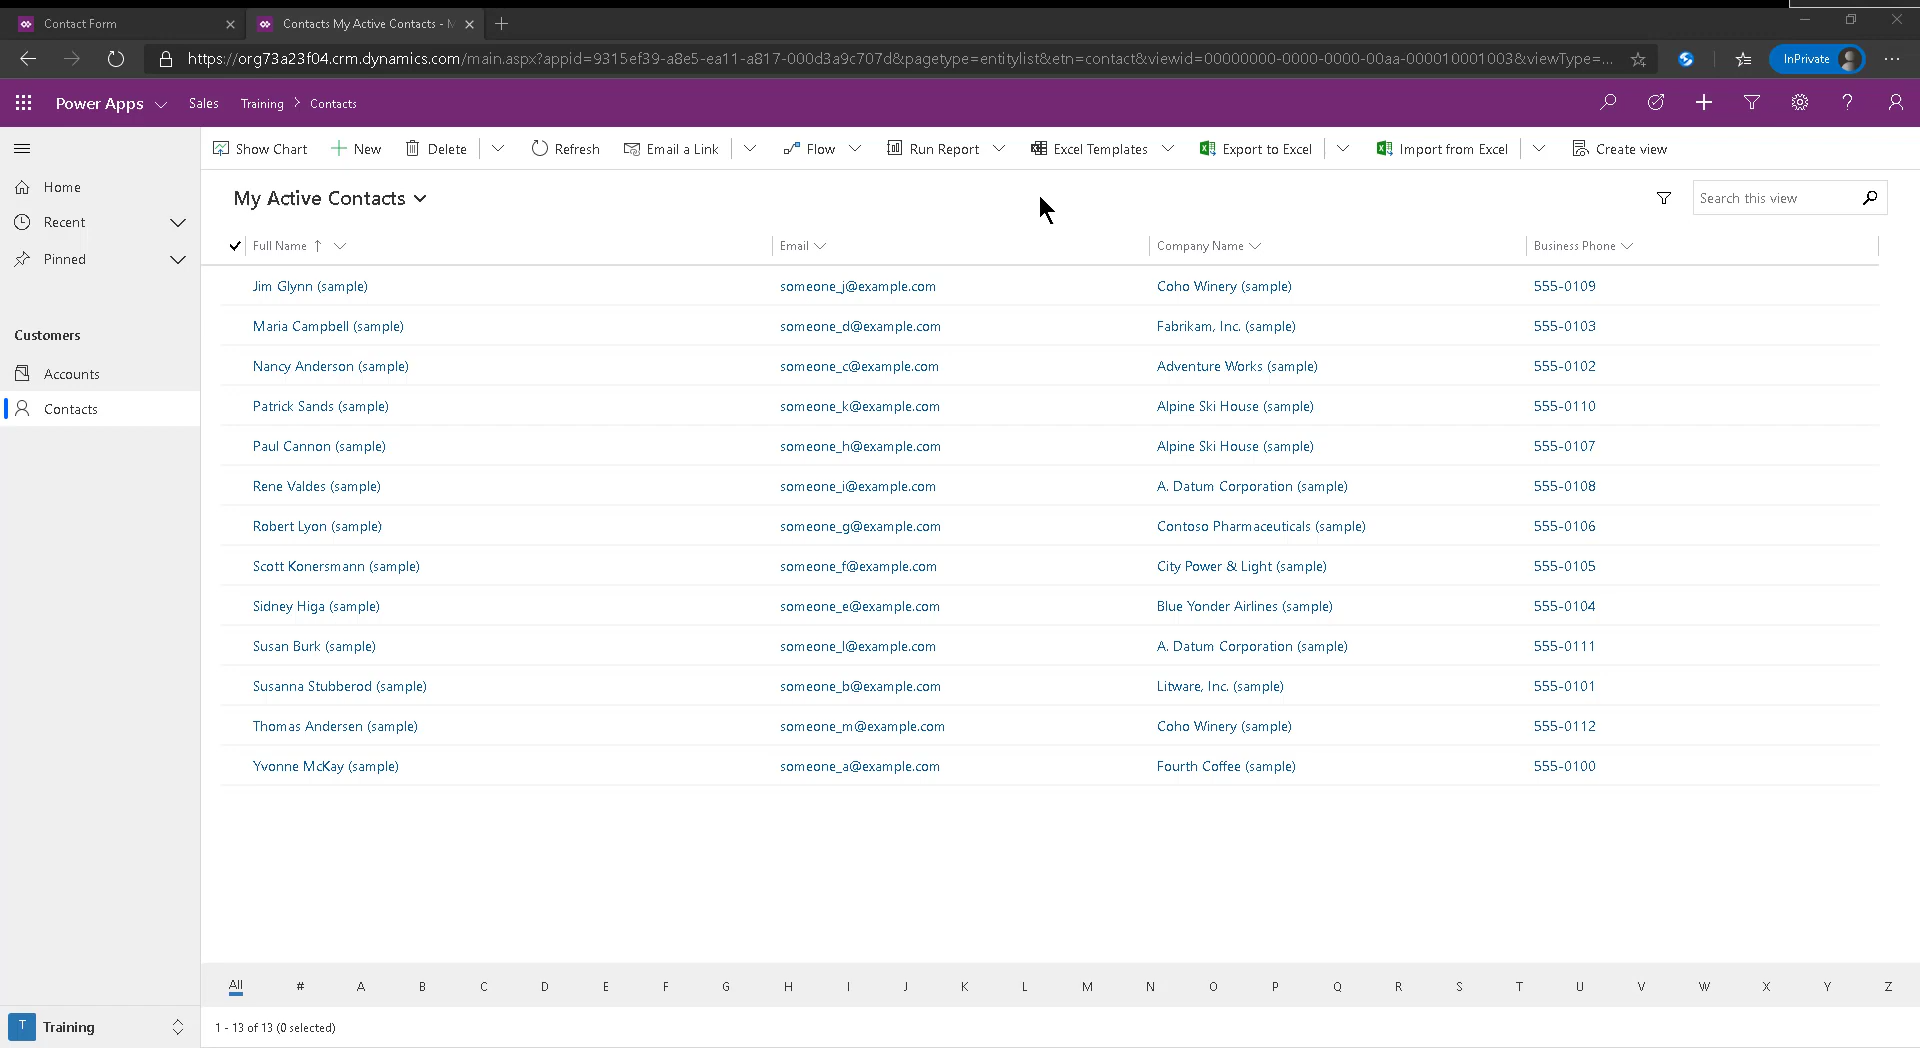 Contact Form
Contacts My Active Contacts - M
https://org73a23f04.crm.dynamics.com/main.aspx?appid=9315ef39-a8e5-ea11-a817-000d3a9c707d&pagetype=entitylist&etn=contact&viewid=00000000-0000-0000-00aa-000010001003&viewType=...
InPrivate
Power Apps Sales Training > Contacts
Show Chart New Delete Refresh Email a Link Flow Run Report Excel Templates Export to Excel Import from Excel Create view
Home
Recent
Pinned
Customers
Accounts
Contacts
My Active Contacts
Search this view
Full Name ↑ Email Company Name Business Phone
Jim Glynn (sample) someone_j@example.com Coho Winery (sample) 555-0109
Maria Campbell (sample) someone_d@example.com Fabrikam, Inc. (sample) 555-0103
Nancy Anderson (sample) someone_c@example.com Adventure Works (sample) 555-0102
Patrick Sands (sample) someone_k@example.com Alpine Ski House (sample) 555-0110
Paul Cannon (sample) someone_h@example.com Alpine Ski House (sample) 555-0107
Rene Valdes (sample) someone_i@example.com A. Datum Corporation (sample) 555-0108
Robert Lyon (sample) someone_g@example.com Contoso Pharmaceuticals (sample) 555-0106
Scott Konersmann (sample) someone_f@example.com City Power & Light (sample) 555-0105
Sidney Higa (sample) someone_e@example.com Blue Yonder Airlines (sample) 555-0104
Susan Burk (sample) someone_l@example.com A. Datum Corporation (sample) 555-0111
Susanna Stubberod (sample) someone_b@example.com Litware, Inc. (sample) 555-0101
Thomas Andersen (sample) someone_m@example.com Coho Winery (sample) 555-0112
Yvonne McKay (sample) someone_a@example.com Fourth Coffee (sample) 555-0100
All # A B C D E F G H I J K L M N O P Q R S T U V W X Y Z
T Training
1 - 13 of 13 (0 selected)